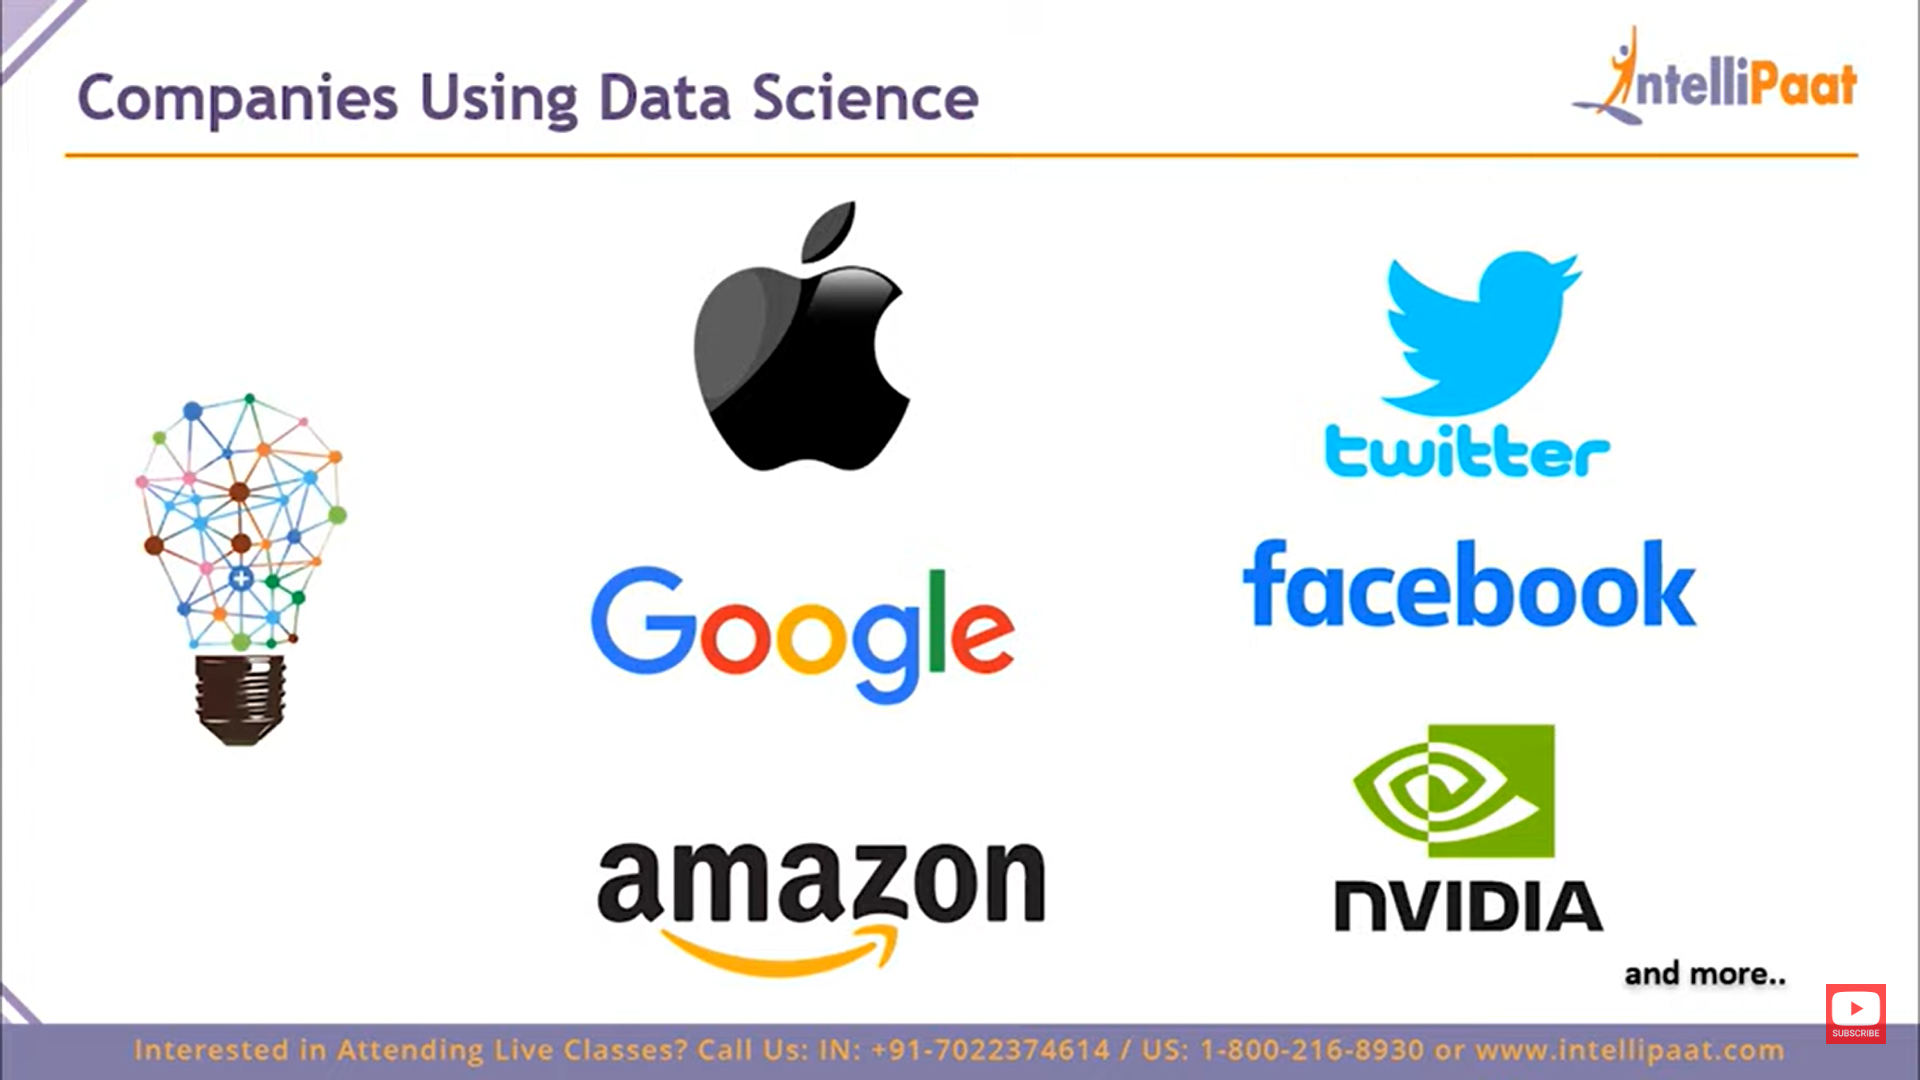 Companies Using Data Science
IntelliPaat
twitter
facebook
Google
nVIDIA
amazon
and more..
SUBSCRIBE
Interested in Attending Live Classes? Call Us: IN: +91-7022374614 / US: 1-800-216-8930 or www.intellipaat.com